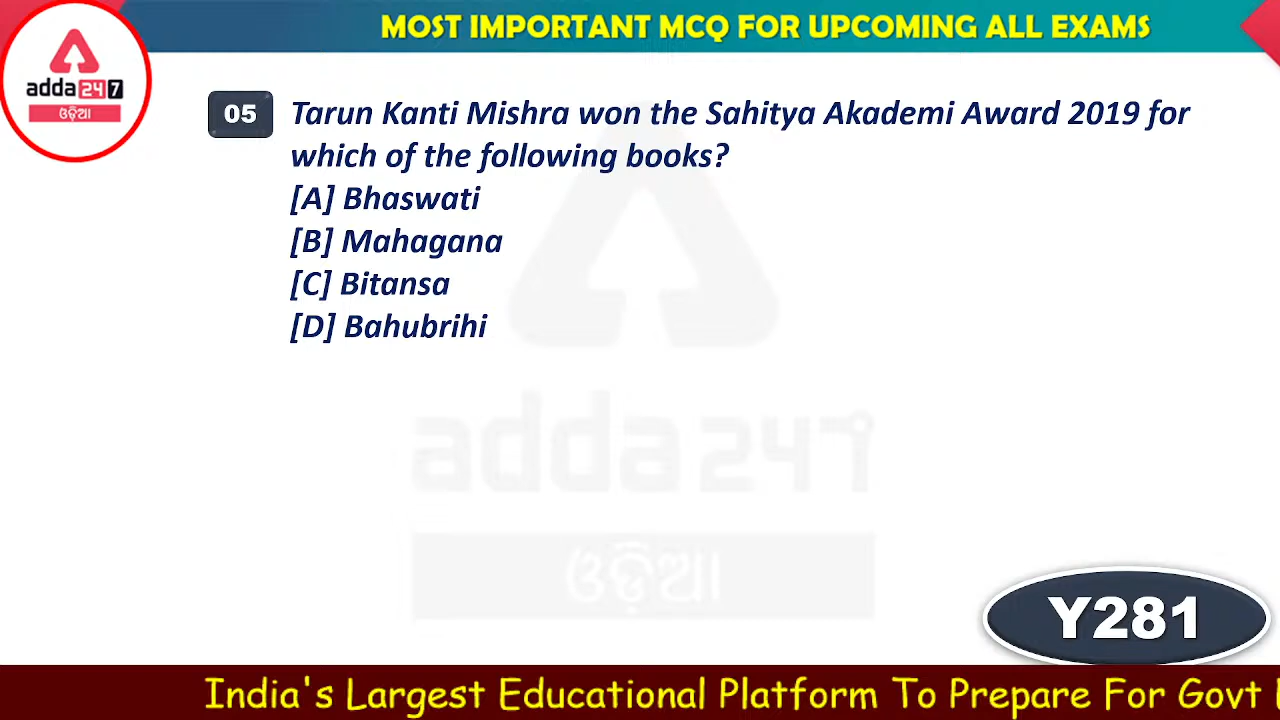 MOST IMPORTANT MCQ FOR UPCOMING ALL EXAMS
adda247
ଓଡ଼ିଆ
05 Tarun Kanti Mishra won the Sahitya Akademi Award 2019 for
which of the following books?
[A] Bhaswati
[B] Mahagana
[C] Bitansa
[D] Bahubrihi
adda247
ଓଡ଼ିଆ
Y281
India's Largest Educational Platform To Prepare For Govt